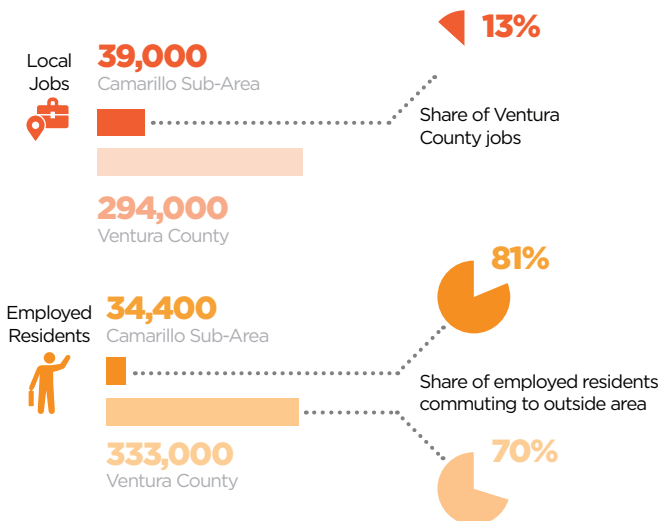 Local
Jobs
39,000
Camarillo Sub-Area
13%
Share of Ventura
County jobs
294,000
Ventura County
Employed
Residents
34,400
Camarillo Sub-Area
81%
Share of employed residents
commuting to outside area
333,000
Ventura County
70%